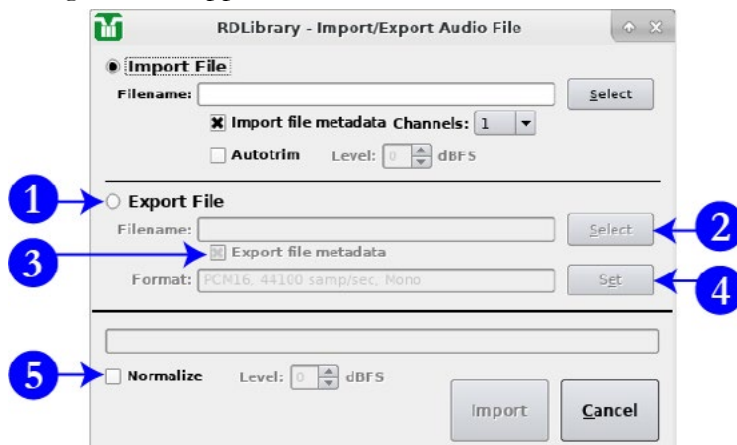 RDLibrary - Import/Export Audio File
Import File
Filename: Select
Import file metadata Channels: 1
Autotrim Level: 0 dBFS
1 Export File
Filename: Select 2
3 Export file metadata
Format: PCM16, 44100 samp/sec, Mono Set 4
5 Normalize Level: 0 dBFS
Import Cancel